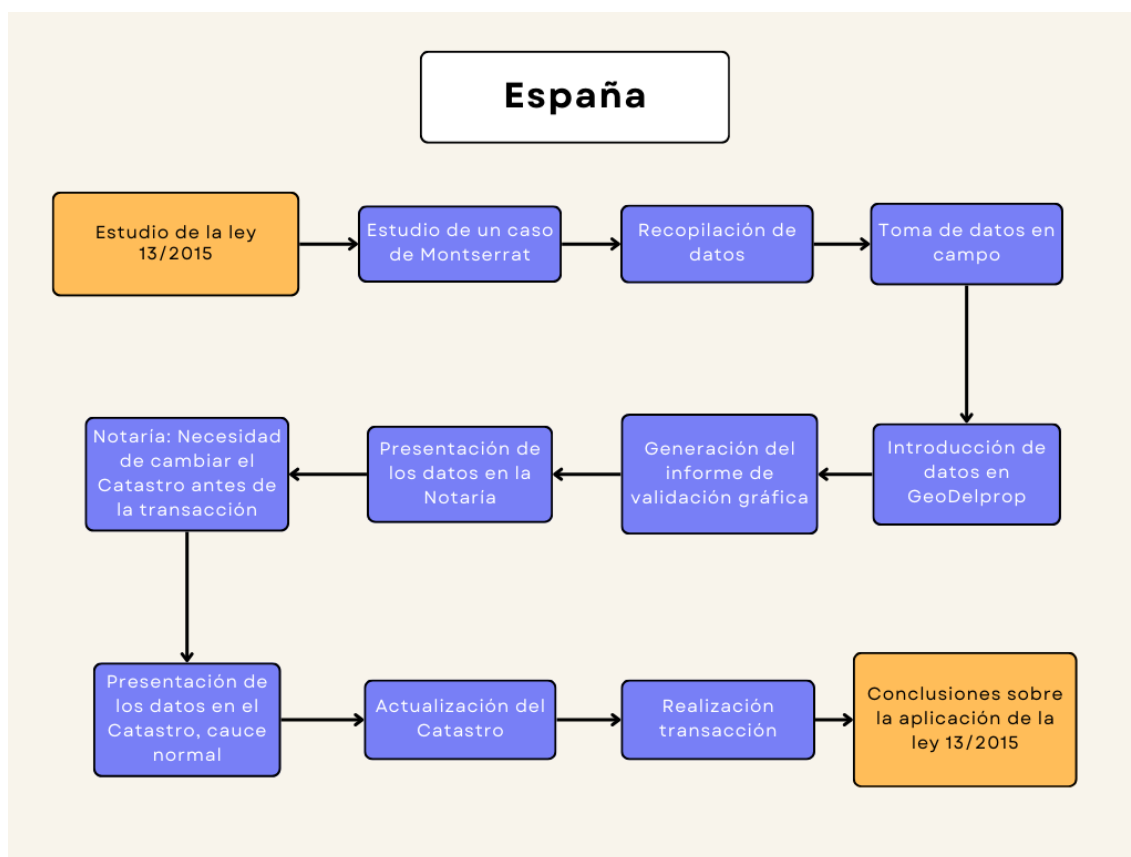 España
Estudio de la ley
13/2015
Estudio de un caso
de Montserrat
Recopilación de
datos
Toma de datos en
campo
Introducción de
datos en
GeoDelprop
Generación del
informe de
validación gráfica
Presentación de
los datos en la
Notaría
Notaría: Necesidad
de cambiar el
Catastro antes de
la transacción
Presentación de
los datos en el
Catastro, cauce
normal
Actualización del
Catastro
Realización
transacción
Conclusiones sobre
la aplicación de la
ley 13/2015